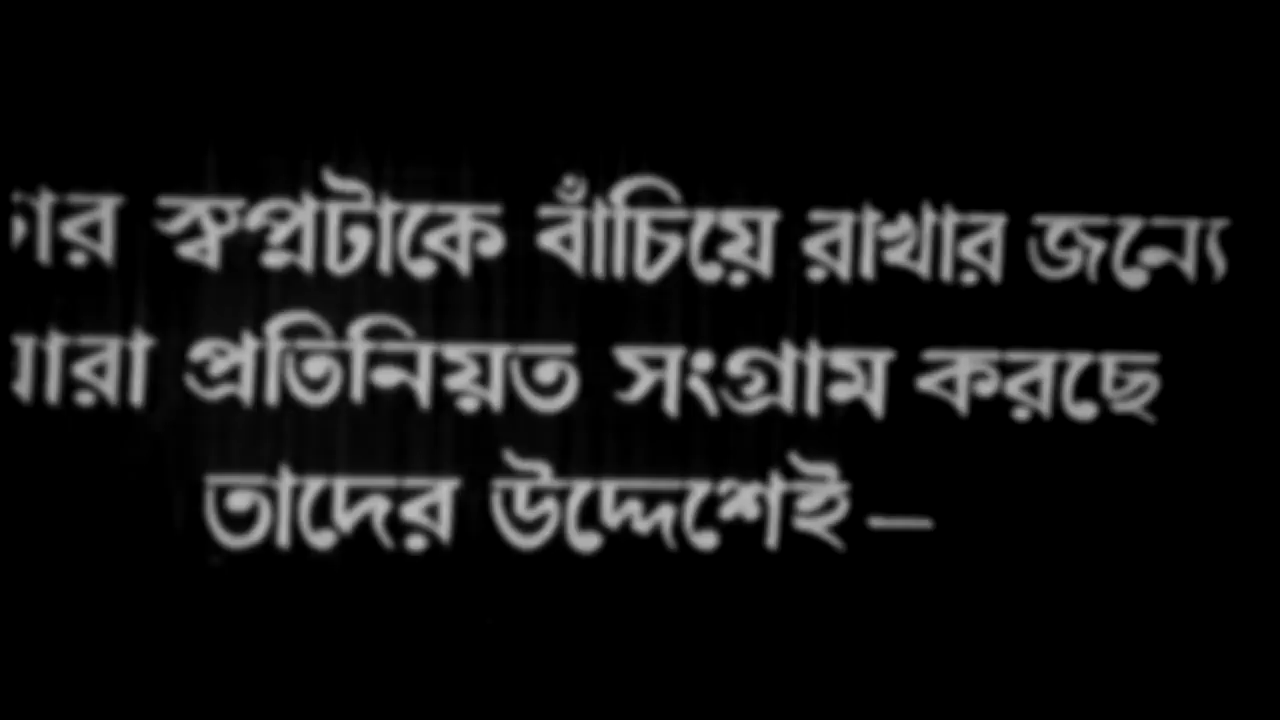 স্বপ্নটাকে বাঁচিয়ে রাখার জন্যে
যারা প্রতিনিয়ত সংগ্রাম করছে
তাদের উদ্দেশেই —